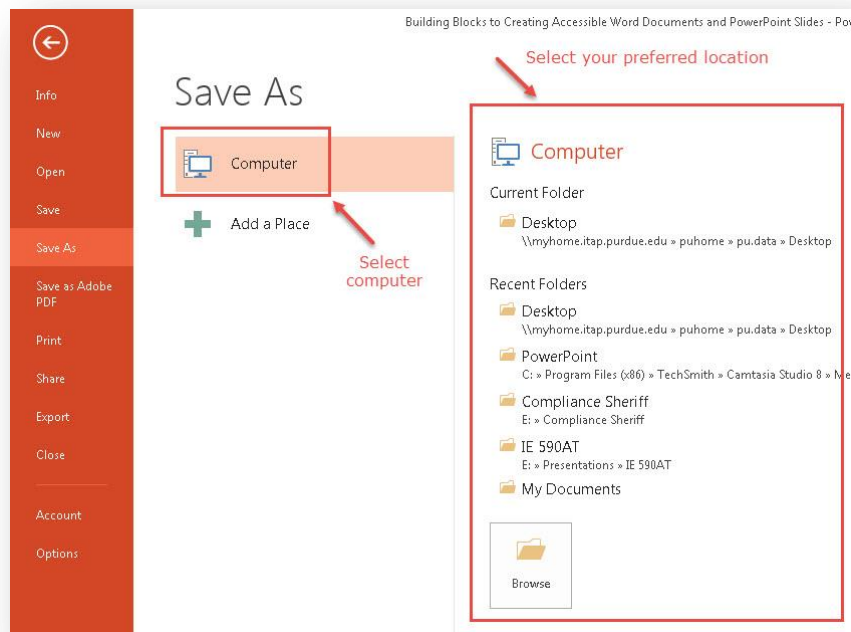 Building Blocks to Creating Accessible Word Documents and PowerPoint Slides - Po
Select your preferred location
Info
New
Open
Save
Save As
Save as Adobe
PDF
Print
Share
Export
Close
Account
Options
Save As
Computer
Add a Place
Select
computer
Computer
Current Folder
Desktop
\\myhome.itap.purdue.edu » puhome » pu.data » Desktop
Recent Folders
Desktop
\\myhome.itap.purdue.edu » puhome » pu.data » Desktop
PowerPoint
C: » Program Files (x86) » TechSmith » Camtasia Studio 8 » Me
Compliance Sheriff
E: » Compliance Sheriff
IE 590AT
E: » Presentations » IE 590AT
My Documents
Browse